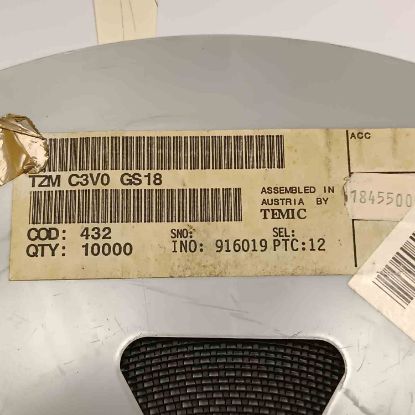 ACC
TZM C3V0 GS18
ASSEMBLED IN
AUSTRIA BY
TEMIC
1845500
COD: 432
SNO:
SEL:
QTY: 10000
INO: 916019 PTC:12